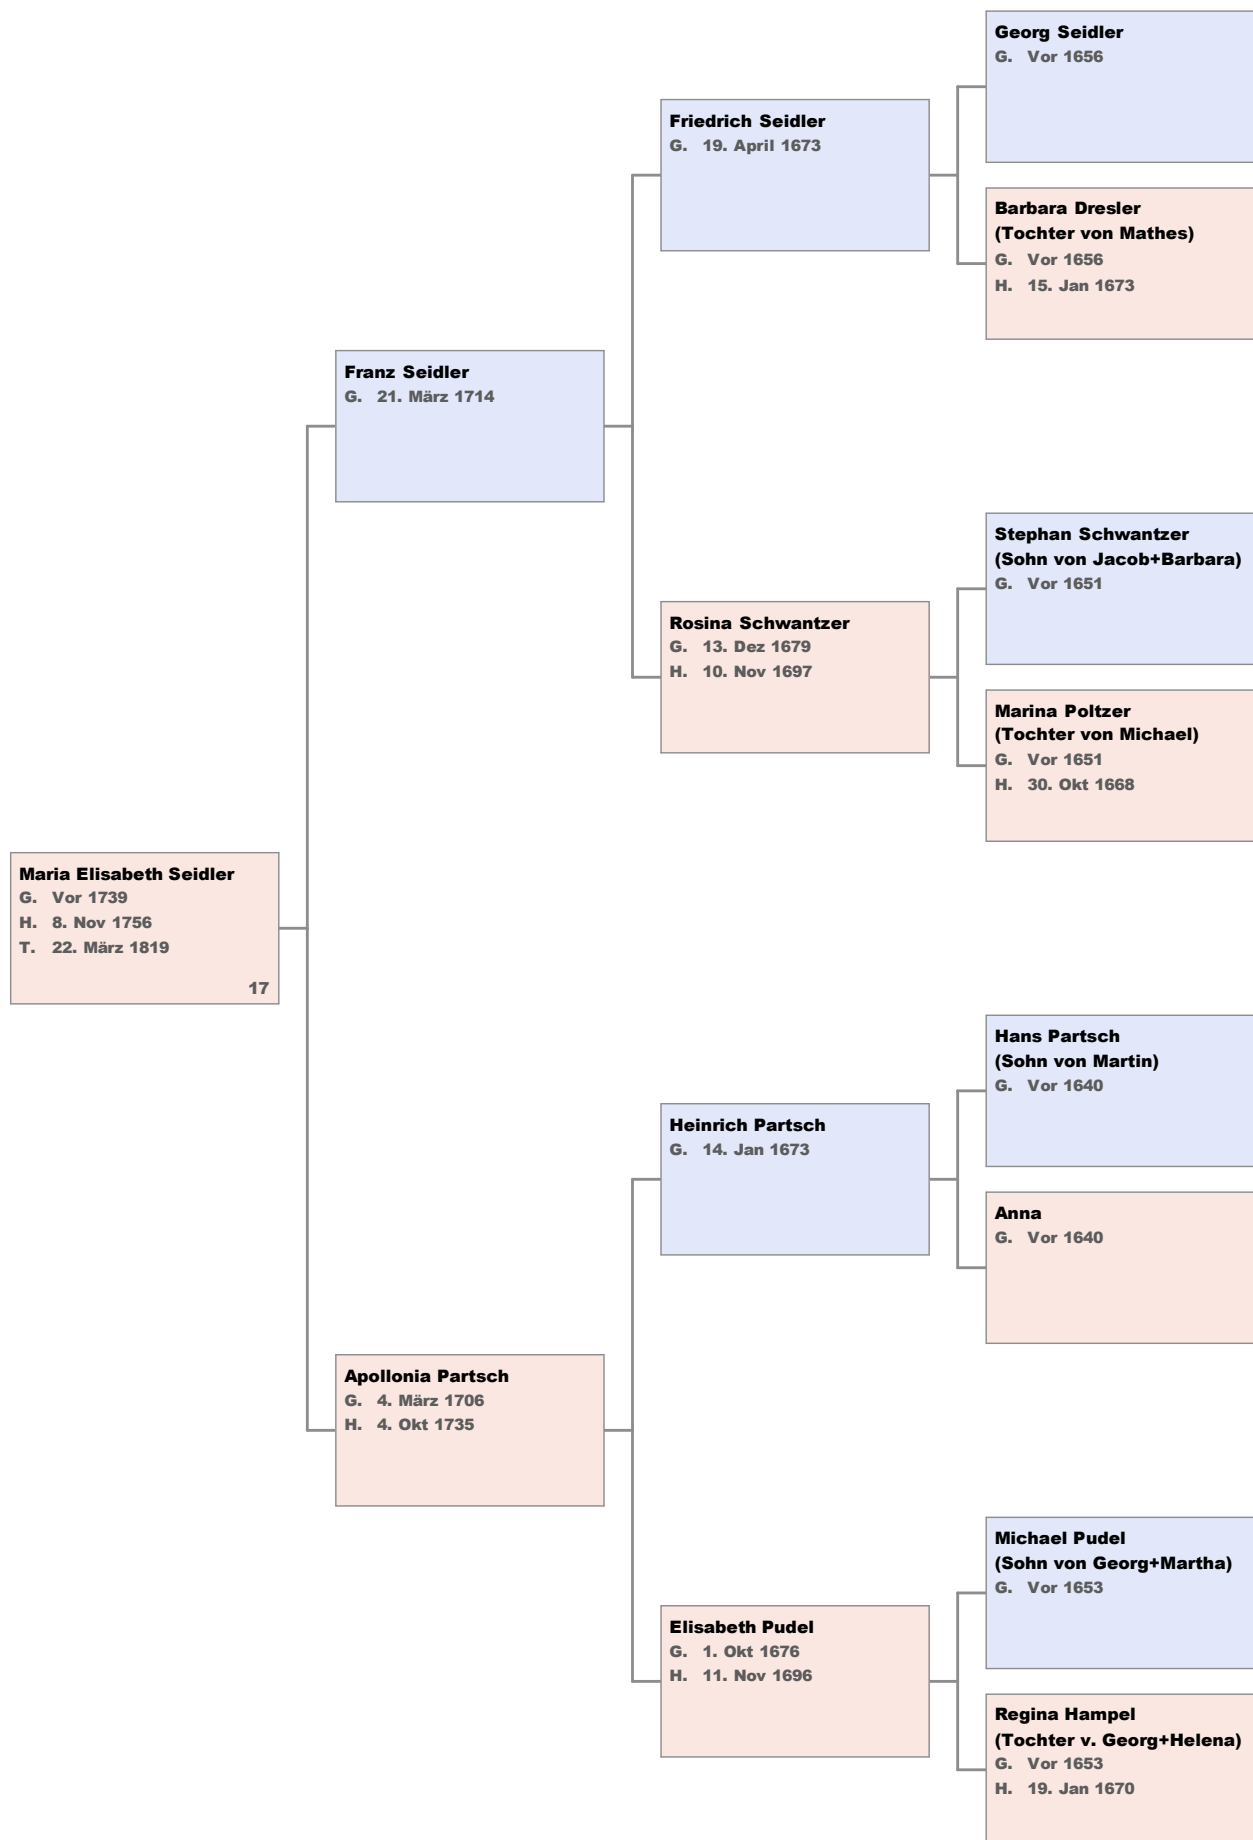 Georg Seidler
G. Vor 1656
Friedrich Seidler
G. 19. April 1673
Barbara Dresler
(Tochter von Mathes)
G. Vor 1656
H. 15. Jan 1673
Franz Seidler
G. 21. März 1714
Stephan Schwantzer
(Sohn von Jacob+Barbara)
G. Vor 1651
Rosina Schwantzer
G. 13. Dez 1679
H. 10. Nov 1697
Marina Poltzer
(Tochter von Michael)
G. Vor 1651
H. 30. Okt 1668
Maria Elisabeth Seidler
G. Vor 1739
H. 8. Nov 1756
T. 22. März 1819
17
Hans Partsch
(Sohn von Martin)
G. Vor 1640
Heinrich Partsch
G. 14. Jan 1673
Anna
G. Vor 1640
Apollonia Partsch
G. 4. März 1706
H. 4. Okt 1735
Michael Pudel
(Sohn von Georg+Martha)
G. Vor 1653
Elisabeth Pudel
G. 1. Okt 1676
H. 11. Nov 1696
Regina Hampel
(Tochter v. Georg+Helena)
G. Vor 1653
H. 19. Jan 1670